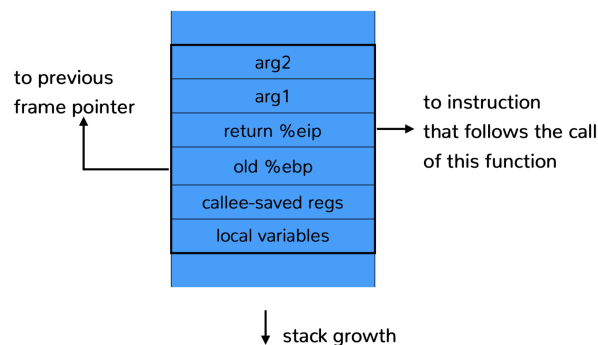 arg2
to previous
frame pointer
arg1
to instruction
that follows the call
of this function
return %eip
old %ebp
callee-saved regs
local variables
stack growth